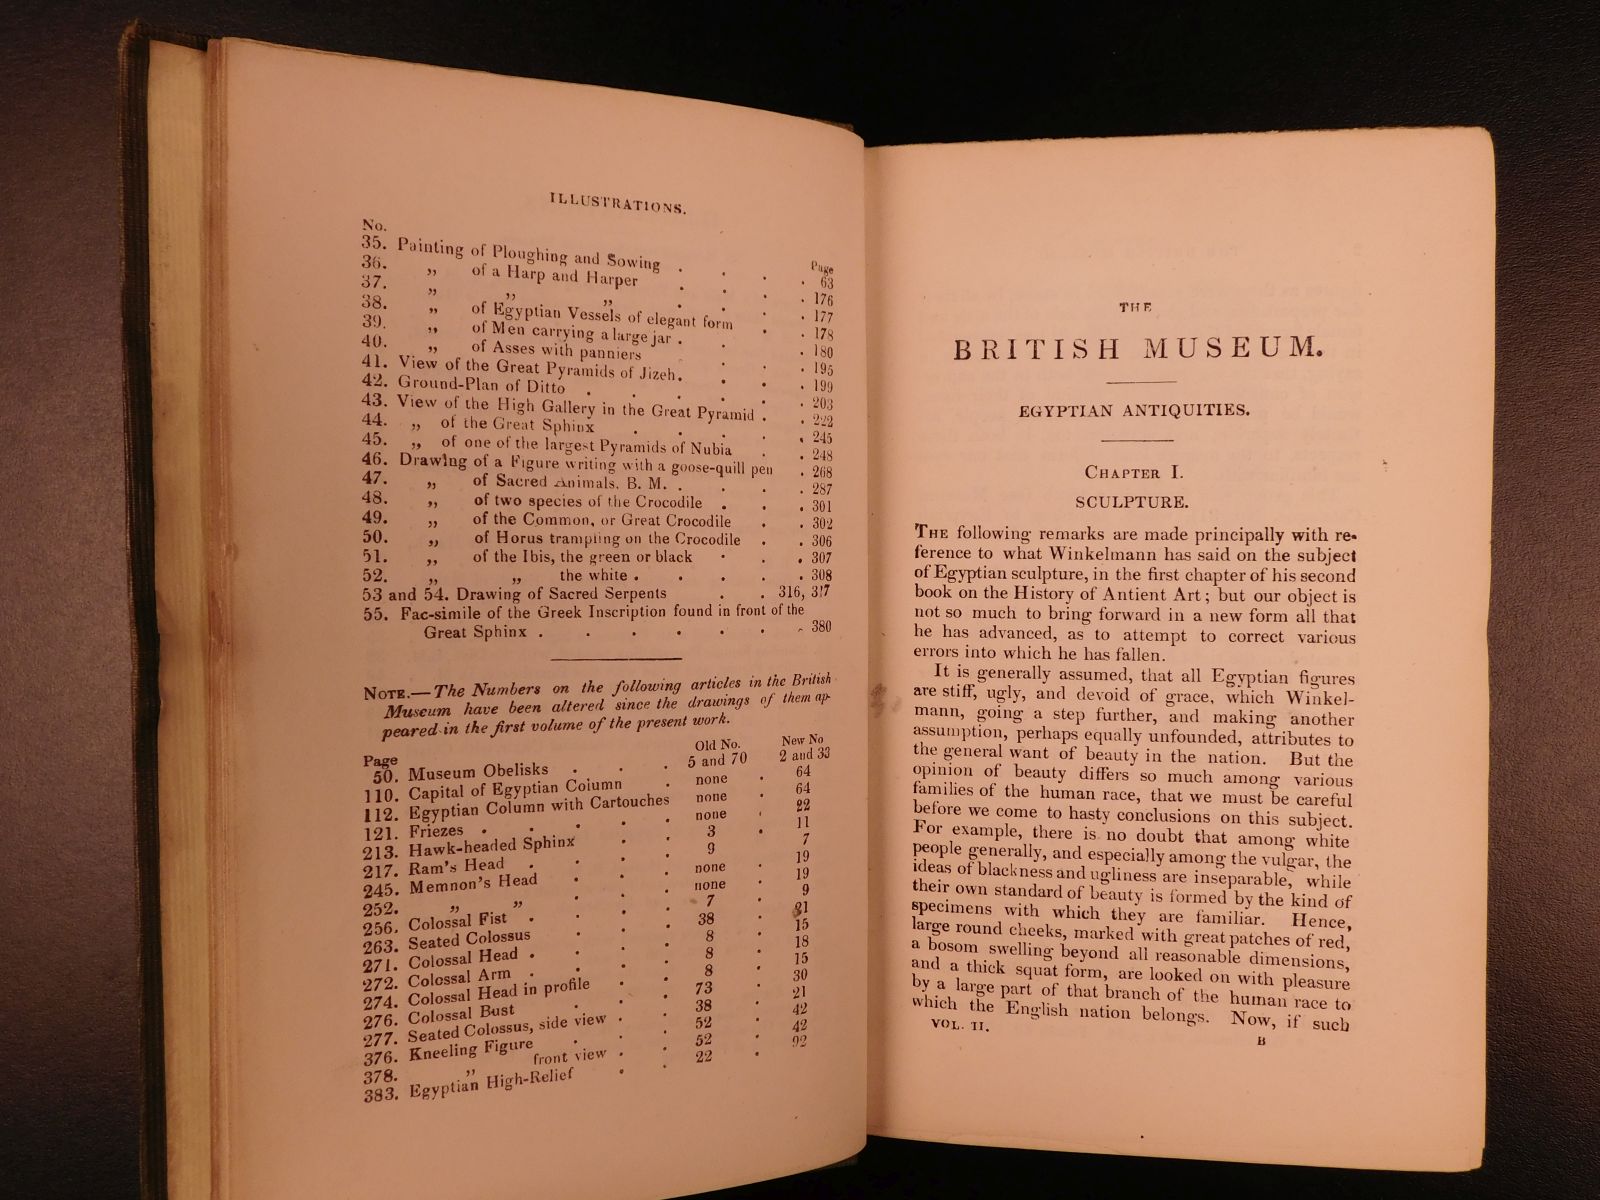 ILLUSTRATIONS.
No. Page
35. Painting of Ploughing and Sowing . . . . 63
36. „ of a Harp and Harper . . . . 176
37. „ „ „ . . . . 177
38. „ of Egyptian Vessels of elegant form . . 178
39. „ of Men carrying a large jar . . . 180
40. „ of Asses with panniers . . . 195
41. View of the Great Pyramids of Jizeh. . . . 199
42. Ground-Plan of Ditto . . . . . 203
43. View of the High Gallery in the Great Pyramid . . 222
44. „ of the Great Sphinx . . . . 245
45. „ of one of the largest Pyramids of Nubia . . 248
46. Drawing of a Figure writing with a goose-quill pen . 268
47. „ of Sacred Animals, B. M. . . . . 287
48. „ of two species of the Crocodile . . . 301
49. „ of the Common, or Great Crocodile . . 302
50. „ of Horus trampling on the Crocodile . . 306
51. „ of the Ibis, the green or black . . . 307
52. „ „ the white . . . . . 308
53 and 54. Drawing of Sacred Serpents . . 316, 317
55. Fac-simile of the Greek Inscription found in front of the
Great Sphinx . . . . . . . 380
NOTE.—The Numbers on the following articles in the British
Museum have been altered since the drawings of them ap-
peared in the first volume of the present work.
Page Old No. New No
50. Museum Obelisks . . . 5 and 70 2 and 33
110. Capital of Egyptian Column . none . 64
112. Egyptian Column with Cartouches none . 64
121. Friezes . . . . . none . 22
213. Hawk-headed Sphinx . . 3 . 11
217. Ram's Head . . . . 9 7
245. Memnon's Head . . . none . 19
252. „ „ . . . none . 19
256. Colossal Fist . . . . 7 . 9
263. Seated Colossus . . . 38 . 21
271. Colossal Head . . . . 8 . 15
272. Colossal Arm . . . . 8 . 18
274. Colossal Head in profile . . 8 . 15
276. Colossal Bust . . 73 . 30
277. Seated Colossus, side view . . 38 . 21
376. Kneeling Figure . . . 52 . 42
378. „ front view . . 52 . 42
383. Egyptian High-Relief . . 22 . 92
THE
BRITISH MUSEUM.
EGYPTIAN ANTIQUITIES.
CHAPTER I.
SCULPTURE.
THE following remarks are made principally with re-
ference to what Winkelmann has said on the subject
of Egyptian sculpture, in the first chapter of his second
book on the History of Antient Art; but our object is
not so much to bring forward in a new form all that
he has advanced, as to attempt to correct various
errors into which he has fallen.
It is generally assumed, that all Egyptian figures
are stiff, ugly, and devoid of grace, which Winkel-
mann, going a step further, and making another
assumption, perhaps equally unfounded, attributes to
the general want of beauty in the nation. But the
opinion of beauty differs so much among various
families of the human race, that we must be careful
before we come to hasty conclusions on this subject.
For example, there is no doubt that among white
people generally, and especially among the vulgar, the
ideas of blackness and ugliness are inseparable, while
their own standard of beauty is formed by the kind of
specimens with which they are familiar. Hence,
large round cheeks, marked with great patches of red,
a bosom swelling beyond all reasonable dimensions,
and a thick squat form, are looked on with pleasure
by a large part of that branch of the human race to
which the English nation belongs. Now, if such
VOL. II.
B